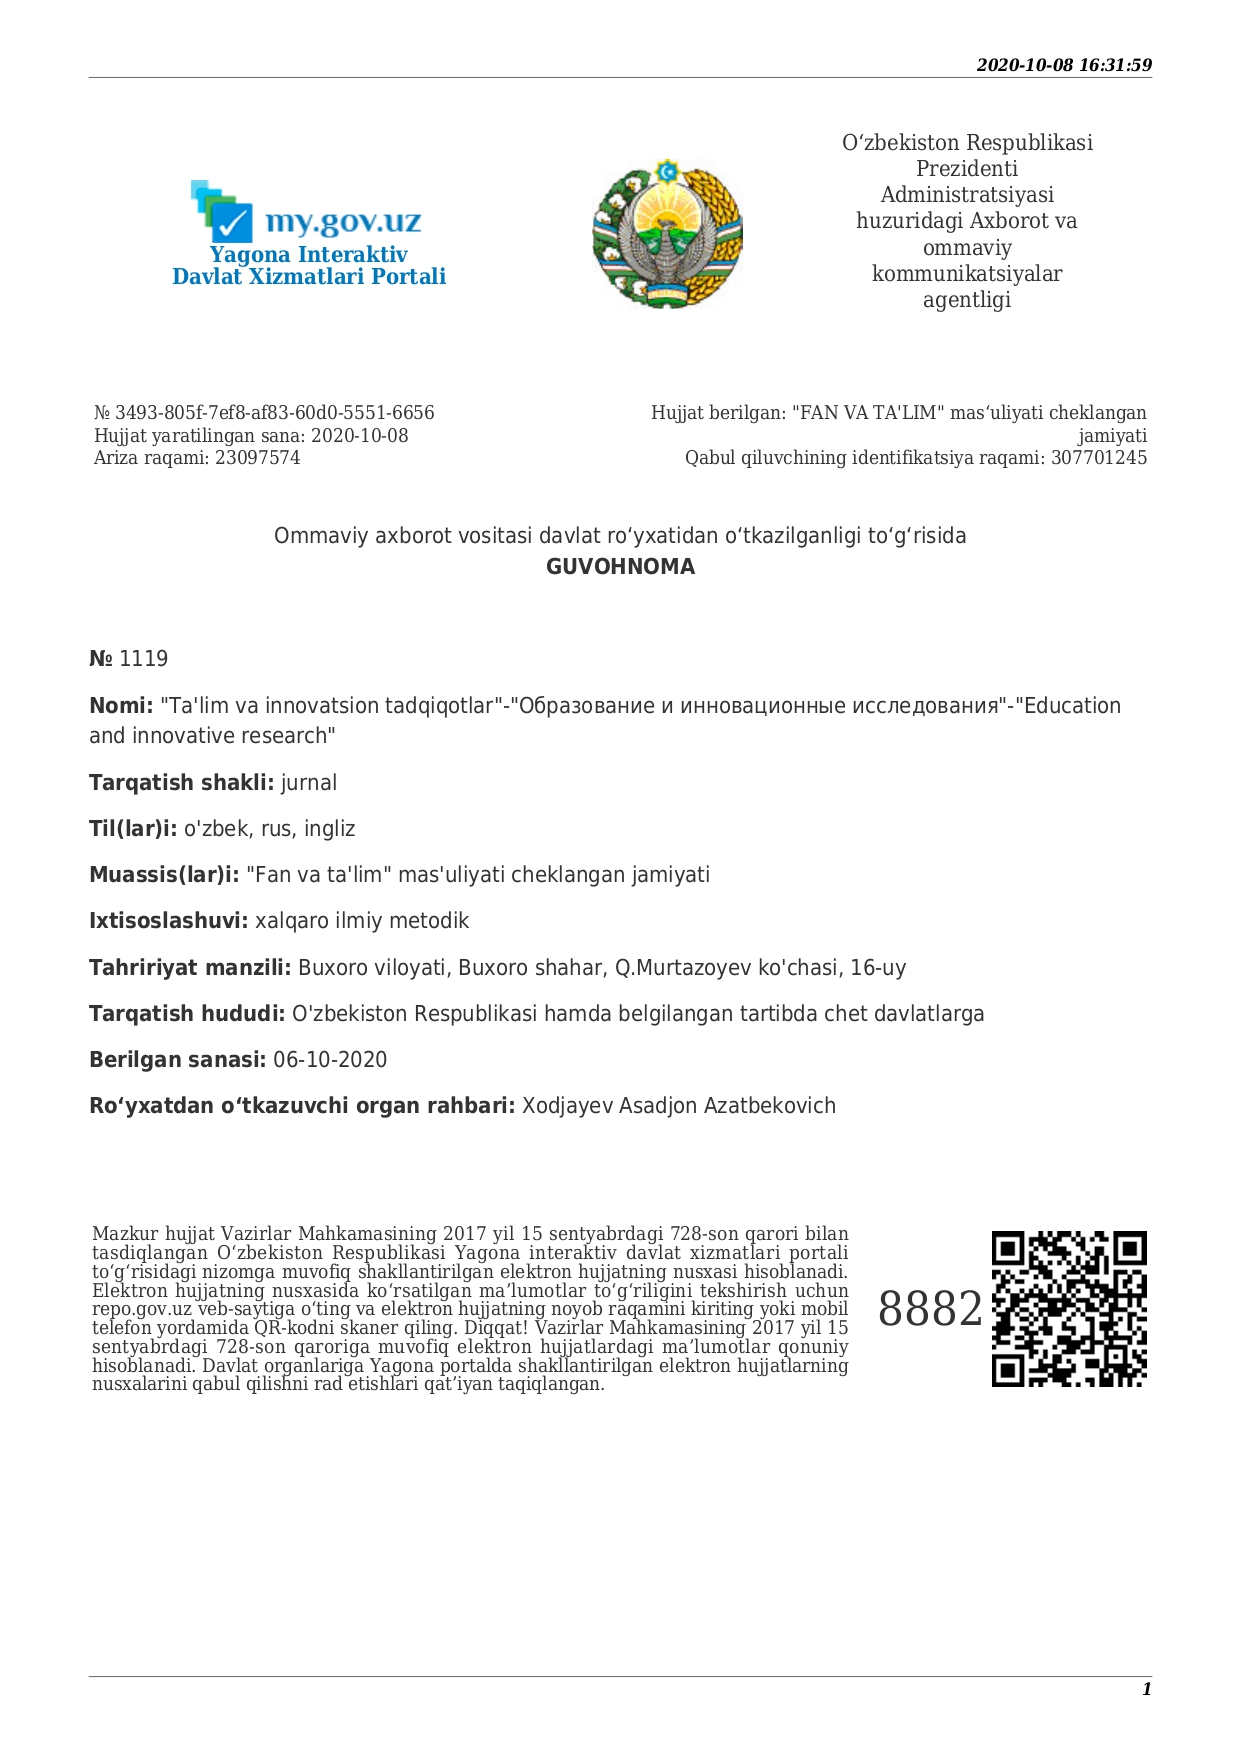 2020-10-08 16:31:59
my.gov.uz
Yagona Interaktiv
Davlat Xizmatlari Portali
O‘zbekiston Respublikasi
Prezidenti
Administratsiyasi
huzuridagi Axborot va
ommaviy
kommunikatsiyalar
agentligi
№ 3493-805f-7ef8-af83-60d0-5551-6656
Hujjat yaratilingan sana: 2020-10-08
Ariza raqami: 23097574
Hujjat berilgan: "FAN VA TA'LIM" mas‘uliyati cheklangan
jamiyati
Qabul qiluvchining identifikatsiya raqami: 307701245
Ommaviy axborot vositasi davlat ro‘yxatidan o‘tkazilganligi to‘g‘risida
GUVOHNOMA
№ 1119
Nomi: "Ta'lim va innovatsion tadqiqotlar"-"Образование и инновационные исследования"-"Education
and innovative research"
Tarqatish shakli: jurnal
Til(lar)i: o'zbek, rus, ingliz
Muassis(lar)i: "Fan va ta'lim" mas'uliyati cheklangan jamiyati
Ixtisoslashuvi: xalqaro ilmiy metodik
Tahririyat manzili: Buxoro viloyati, Buxoro shahar, Q.Murtazoyev ko'chasi, 16-uy
Tarqatish hududi: O'zbekiston Respublikasi hamda belgilangan tartibda chet davlatlarga
Berilgan sanasi: 06-10-2020
Ro‘yxatdan o‘tkazuvchi organ rahbari: Xodjayev Asadjon Azatbekovich
Mazkur hujjat Vazirlar Mahkamasining 2017 yil 15 sentyabrdagi 728-son qarori bilan
tasdiqlangan O‘zbekiston Respublikasi Yagona interaktiv davlat xizmatlari portali
to‘g‘risidagi nizomga muvofiq shakllantirilgan elektron hujjatning nusxasi hisoblanadi.
Elektron hujjatning nusxasida ko‘rsatilgan ma’lumotlar to‘g‘riligini tekshirish uchun
repo.gov.uz veb-saytiga o‘ting va elektron hujjatning noyob raqamini kiriting yoki mobil
telefon yordamida QR-kodni skaner qiling. Diqqat! Vazirlar Mahkamasining 2017 yil 15
sentyabrdagi 728-son qaroriga muvofiq elektron hujjatlardagi ma’lumotlar qonuniy
hisoblanadi. Davlat organlariga Yagona portalda shakllantirilgan elektron hujjatlarning
nusxalarini qabul qilishni rad etishlari qat’iyan taqiqlangan.
8882
1